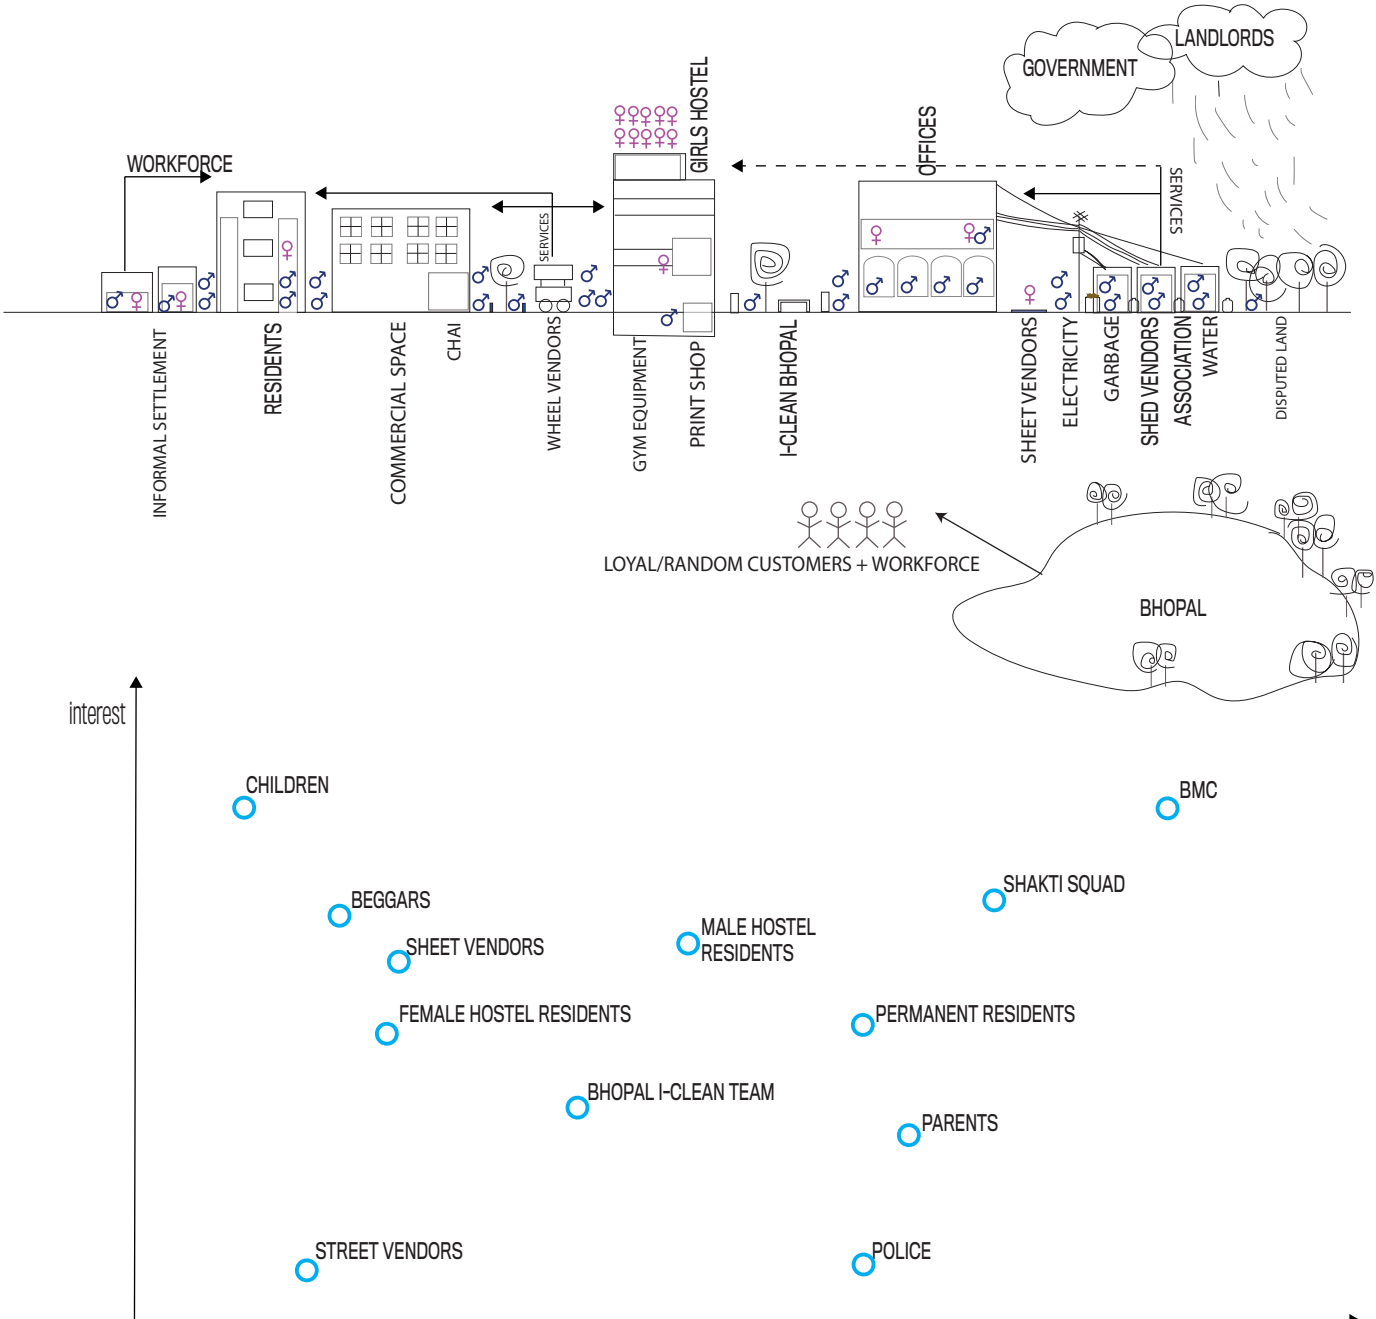 LANDLORDS
GOVERNMENT
GIRLS HOSTEL
OFFICES
WORKFORCE
SERVICES
SERVICES
INFORMAL SETTLEMENT
RESIDENTS
COMMERCIAL SPACE
CHAI
WHEEL VENDORS
GYM EQUIPMENT
PRINT SHOP
I-CLEAN BHOPAL
SHEET VENDORS
ELECTRICITY
GARBAGE
SHED VENDORS
ASSOCIATION
WATER
DISPUTED LAND
LOYAL/RANDOM CUSTOMERS + WORKFORCE
BHOPAL
interest
CHILDREN
BMC
SHAKTI SQUAD
BEGGARS
MALE HOSTEL
RESIDENTS
SHEET VENDORS
FEMALE HOSTEL RESIDENTS
PERMANENT RESIDENTS
BHOPAL I-CLEAN TEAM
PARENTS
STREET VENDORS
POLICE